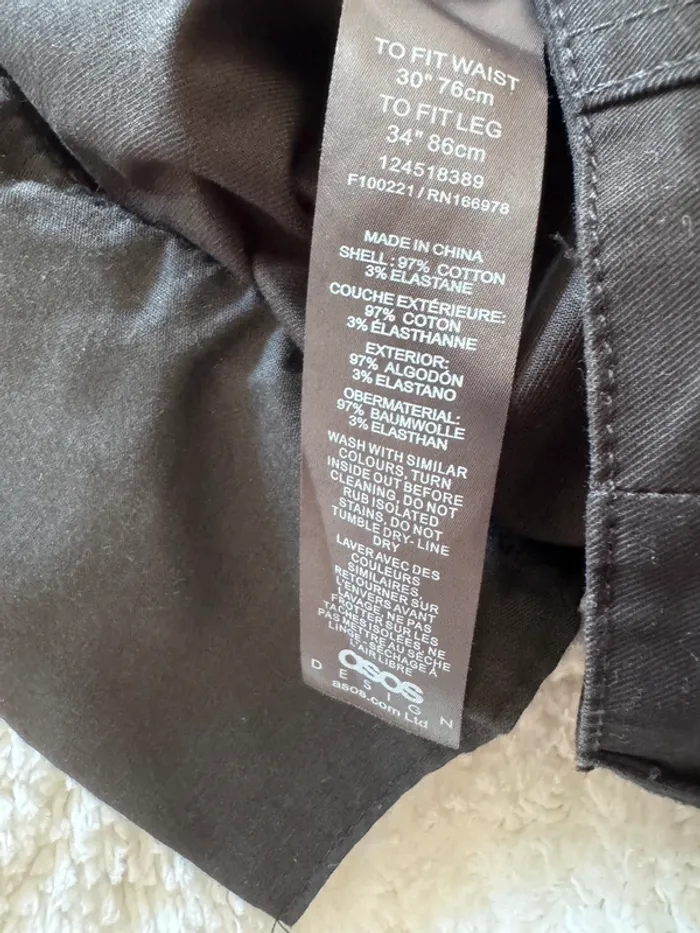 TO FIT WAIST
30" 76cm
TO FIT LEG
34" 86cm
124518389
F100221 / RN166978
MADE IN CHINA
SHELL: 97% COTTON
3% ELASTANE
COUCHE EXTÉRIEURE:
97% COTON
3% ÉLASTHANNE
EXTERIOR:
97% ALGODÓN
3% ELASTANO
OBERMATERIAL:
97% BAUMWOLLE
3% ELASTHAN
WASH WITH SIMILAR
COLOURS, TURN
INSIDE OUT BEFORE
CLEANING, DO NOT
RUB ISOLATED
STAINS, DO NOT
TUMBLE DRY-LINE
DRY
LAVER AVEC DES
COULEURS
SIMILAIRES,
RETOURNER SUR
L'ENVERS AVANT
LAVAGE, NE PAS
FROTTER SUR LES
TACHES ISOLÉES, NE
PAS METTRE AU SÈCHE
LINGE-SÉCHAGE À
L'AIR LIBRE
asos
DESIGN
asos.com Ltd